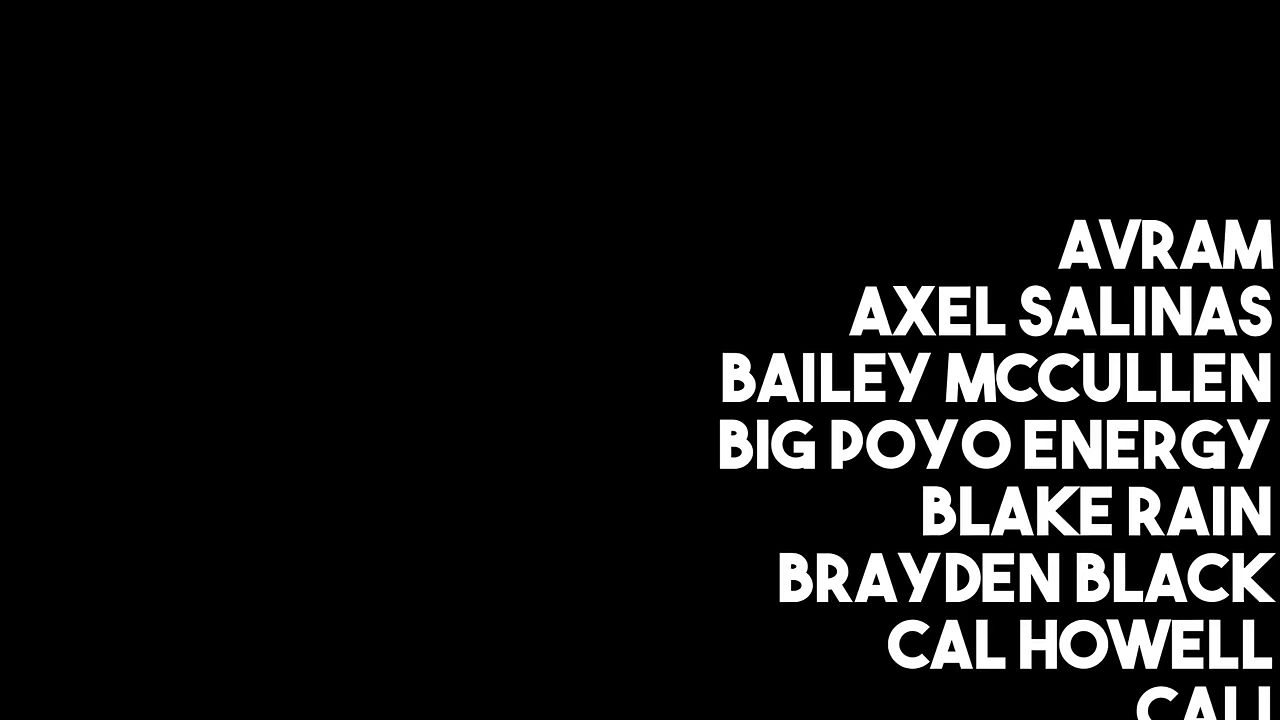 AVRAM
AXEL SALINAS
BAILEY MCCULLEN
BIG POYO ENERGY
BLAKE RAIN
BRAYDEN BLACK
CAL HOWELL